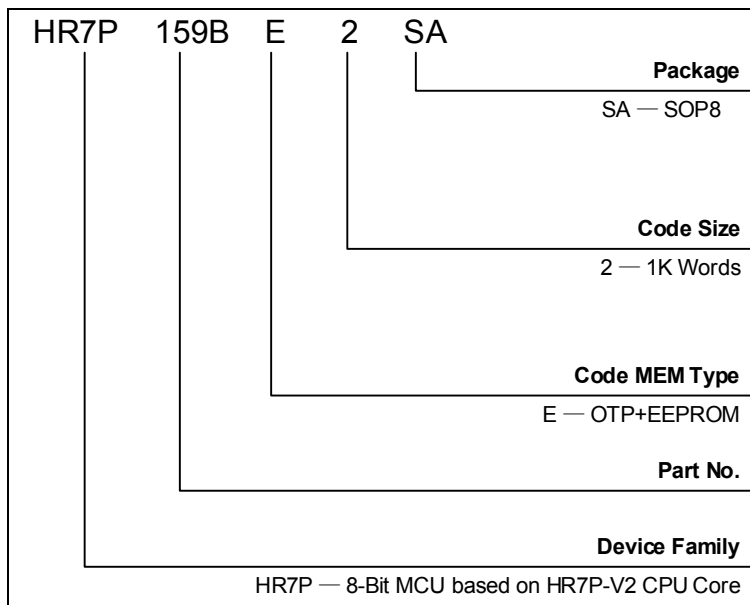 HR7P 159B E 2 SA
Package
SA — SOP8
Code Size
2 — 1K Words
Code MEM Type
E — OTP+EEPROM
Part No.
Device Family
HR7P — 8-Bit MCU based on HR7P-V2 CPU Core